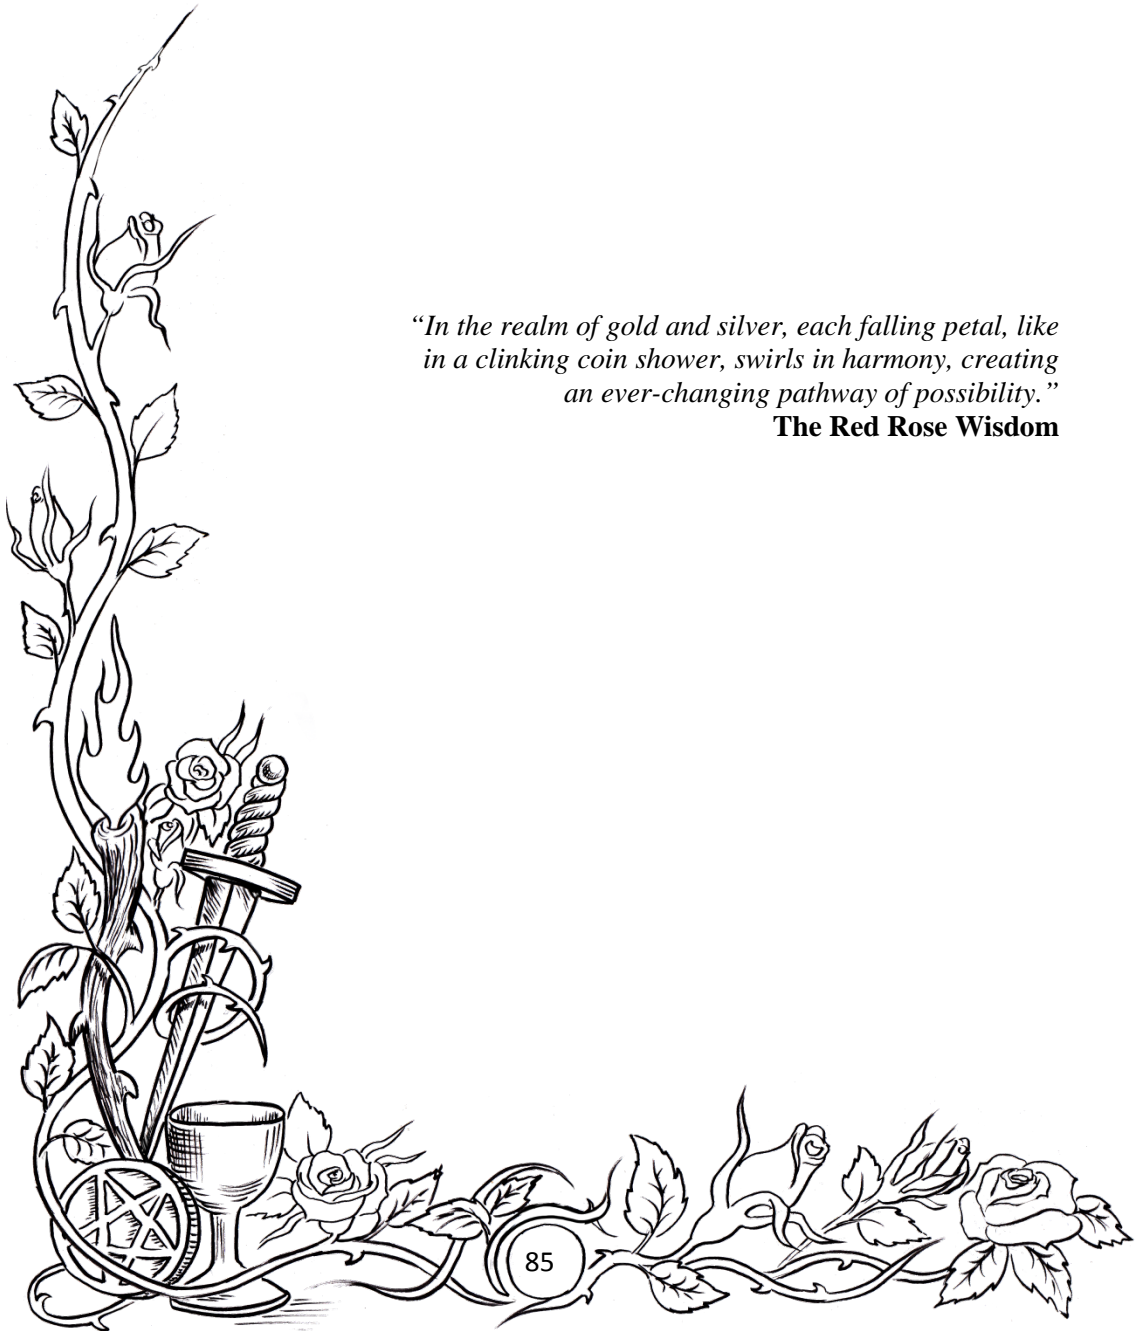 “In the realm of gold and silver, each falling petal, like
in a clinking coin shower, swirls in harmony, creating
an ever-changing pathway of possibility.”
The Red Rose Wisdom
85